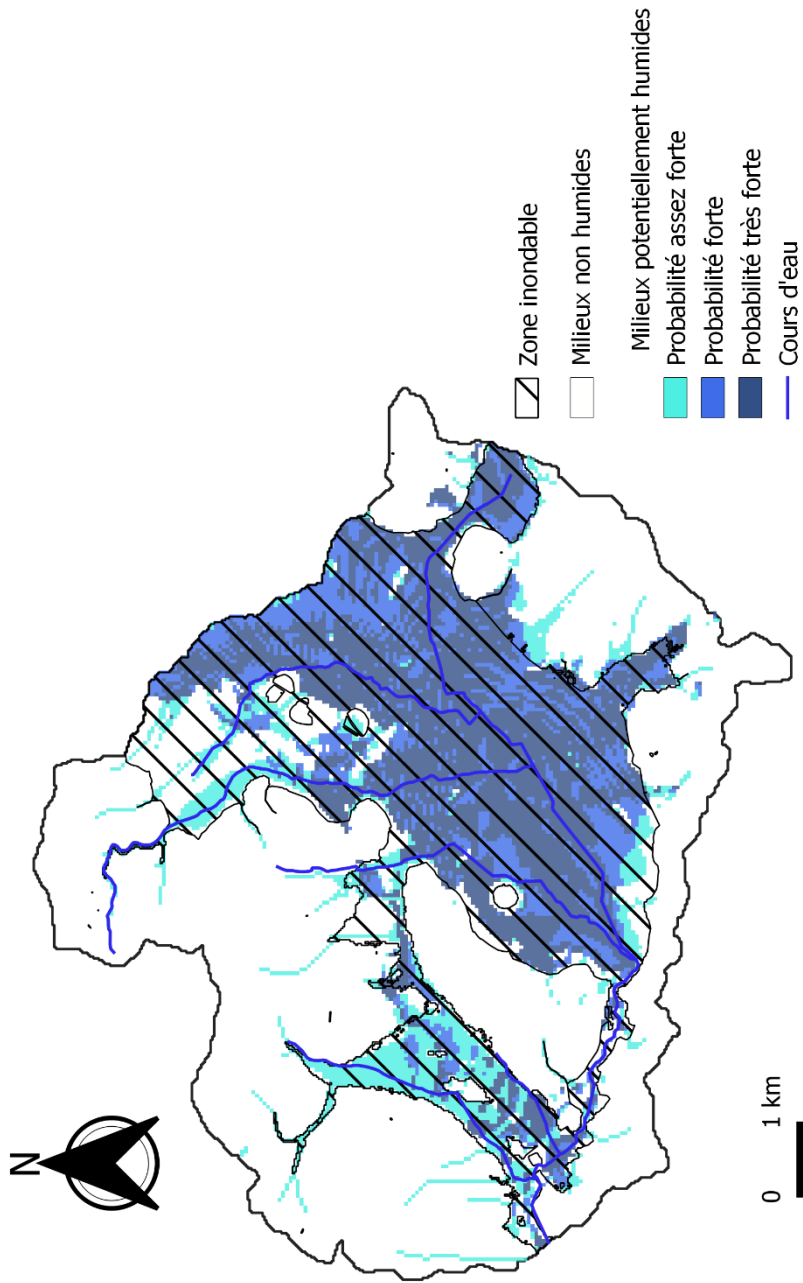 N
0 1 km
Zone inondable
Milieux non humides
Milieux potentiellement humides
Probabilité assez forte
Probabilité forte
Probabilité très forte
Cours d'eau